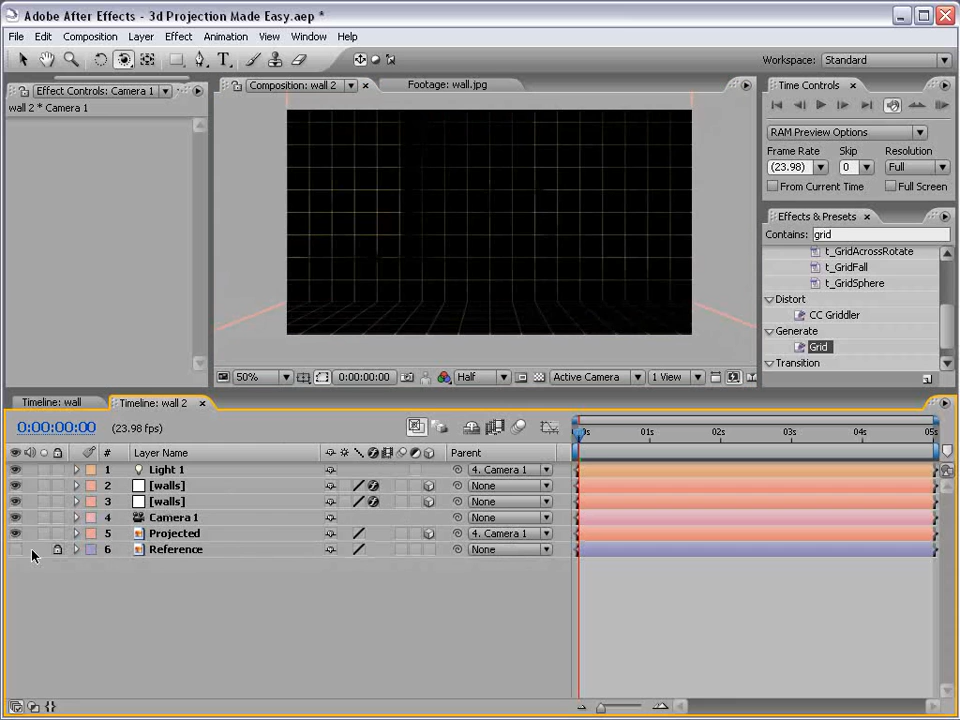 Adobe After Effects - 3d Projection Made Easy.aep *
File Edit Composition Layer Effect Animation View Window Help
Workspace: Standard
Effect Controls: Camera 1
wall 2 * Camera 1
Composition: wall 2
Footage: wall.jpg
50%
0:00:00:00
Half
Active Camera
1 View
Time Controls
RAM Preview Options
Frame Rate Skip Resolution
(23.98) 0 Full
From Current Time Full Screen
Effects & Presets
Contains: grid
t_GridAcrossRotate
t_GridFall
t_GridSphere
Distort
CC Griddler
Generate
Grid
Transition
Timeline: wall
Timeline: wall 2
0:00:00:00 (23.98 fps)
# Layer Name Parent
0s 01s 02s 03s 04s 05s
1 Light 1 4. Camera 1
2 [walls] None
3 [walls] None
4 Camera 1 None
5 Projected 4. Camera 1
6 Reference None